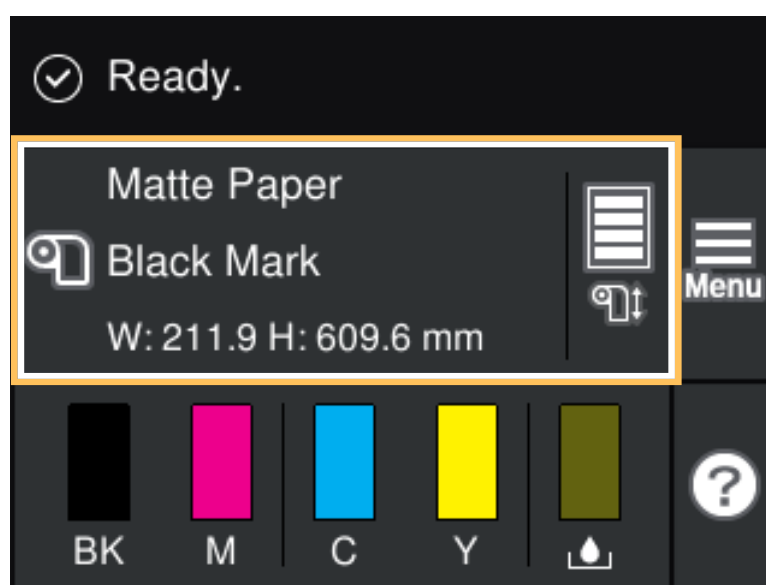 Ready.
Matte Paper
Black Mark
W: 211.9 H: 609.6 mm
Menu
BK M C Y
?